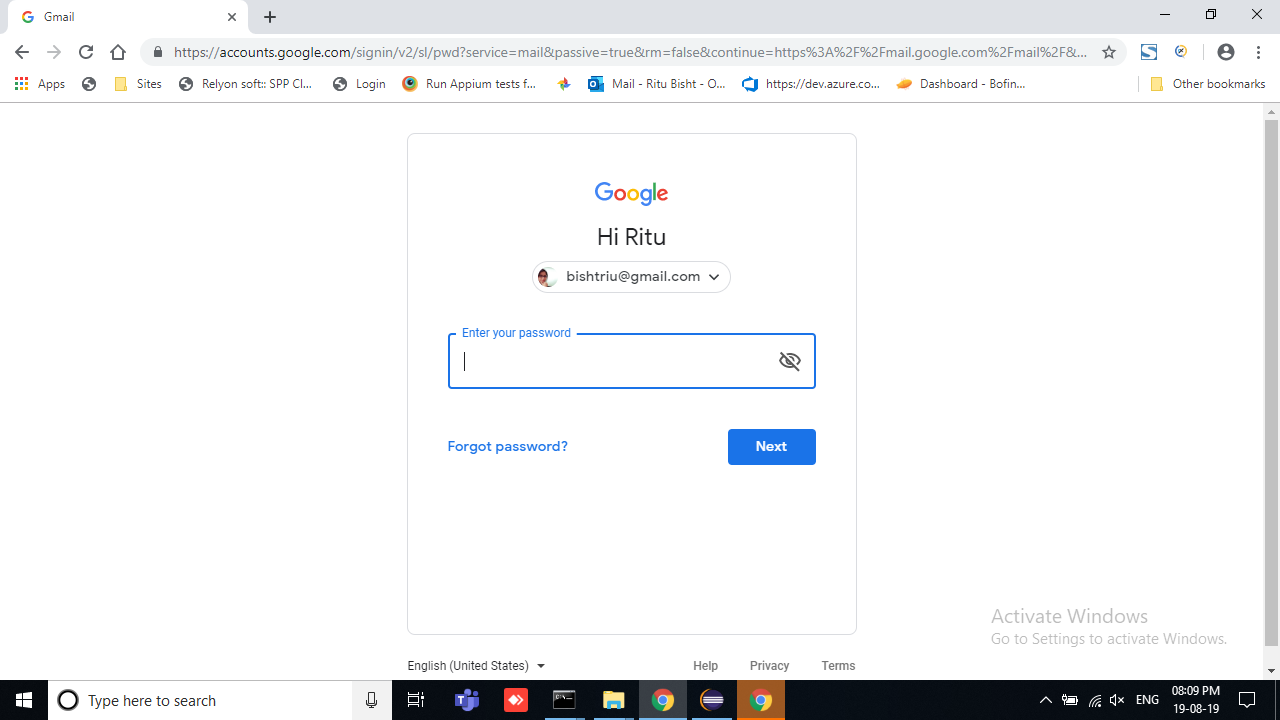 Gmail
https://accounts.google.com/signin/v2/sl/pwd?service=mail&passive=true&rm=false&continue=https%3A%2F%2Fmail.google.com%2Fmail%2F&...
Apps Sites Relyon soft:: SPP Cl... Login Run Appium tests f... Mail - Ritu Bisht - O... https://dev.azure.co... Dashboard - Bofin... Other bookmarks
Google
Hi Ritu
bishtriu@gmail.com
Enter your password
Forgot password? Next
Activate Windows
Go to Settings to activate Windows.
English (United States) Help Privacy Terms
Type here to search
ENG
08:09 PM
19-08-19